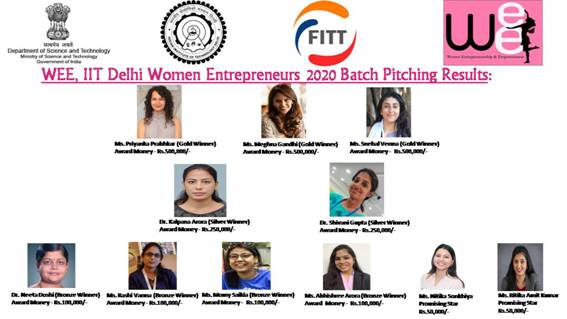 सत्यमेव जयते
Department of Science and Technology
Ministry of Science and Technology
Government of India
FITT
Wee
Women Entrepreneurship & Empowerment
WEE, IIT Delhi Women Entrepreneurs 2020 Batch Pitching Results:
Ms. Priyanka Prabhkar (Gold Winner)
Award Money - Rs.500,000/-
Ms. Meghna Gandhi (Gold Winner)
Award Money - Rs.500,000/-
Ms. Snehal Verma (Gold Winner)
Award Money - Rs.500,000/-
Dr. Kalpana Arora (Silver Winner)
Award Money - Rs.250,000/-
Dr. Shivani Gupta (Silver Winner)
Award Money - Rs.250,000/-
Dr. Neeta Doshi (Bronze Winner)
Award Money - Rs.100,000/-
Ms. Rashi Varma (Bronze Winner)
Award Money - Rs.100,000/-
Ms. Momy Saikia (Bronze Winner)
Award Money - Rs.100,000/-
Ms. Abhishree Arora (Bronze Winner)
Award Money - Rs.100,000/-
Ms. Nitika Sonkhiya
Promising Star
Rs.50,000/-
Ms. Ritika Amit Kumar
Promising Star
Rs.50,000/-